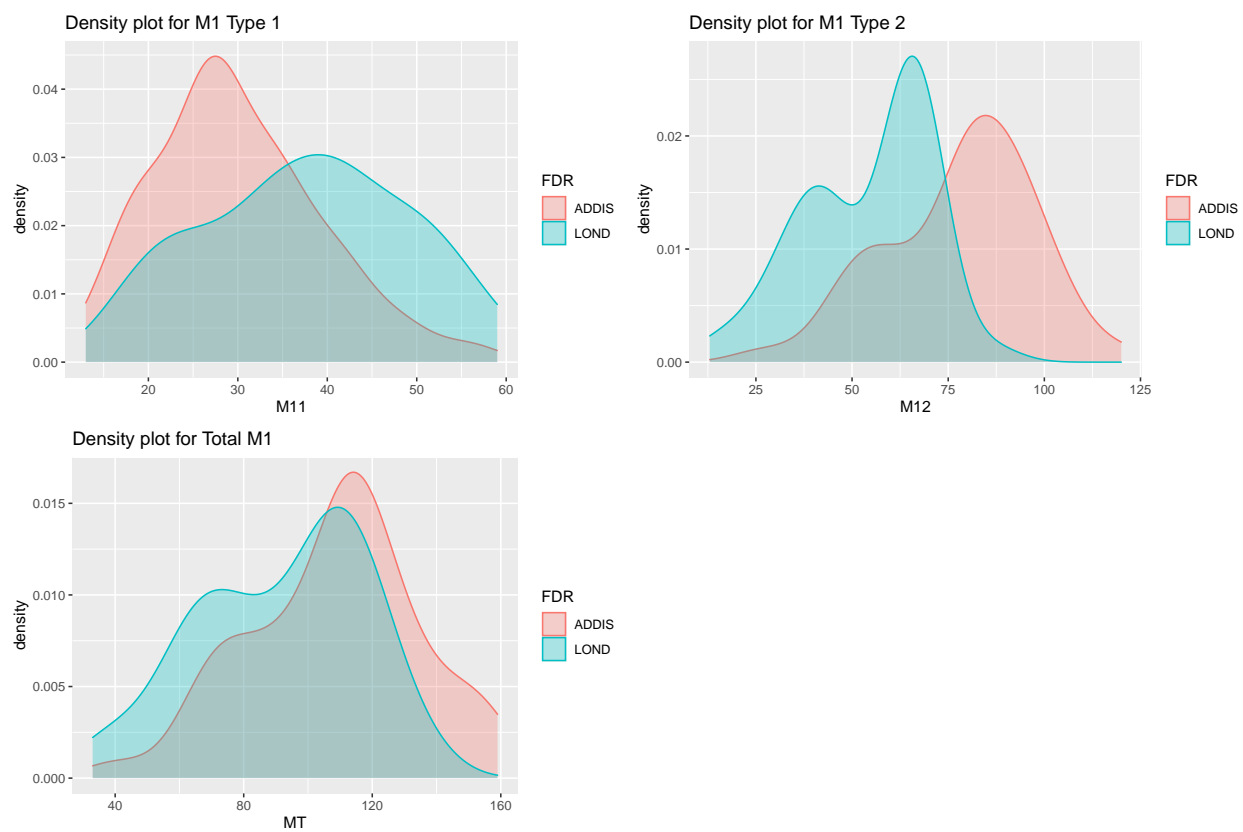 Density plot for M1 Type 1
0.04
0.03
0.02
0.01
0.00
density
20 30 40 50 60
M11
FDR
ADDIS
LOND
Density plot for M1 Type 2
0.02
0.01
0.00
density
25 50 75 100 125
M12
FDR
ADDIS
LOND
Density plot for Total M1
0.015
0.010
0.005
0.000
density
40 80 120 160
MT
FDR
ADDIS
LOND